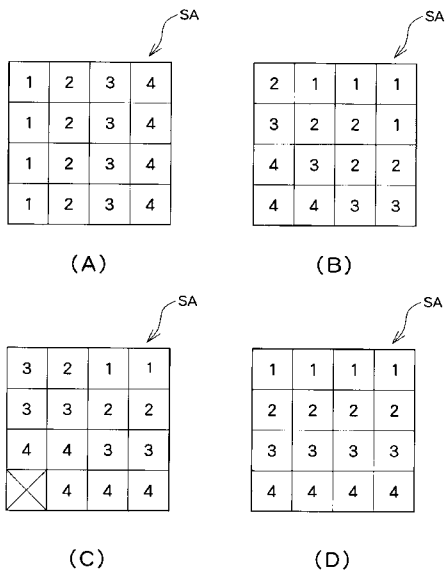 SA
1 2 3 4
1 2 3 4
1 2 3 4
1 2 3 4
(A)
SA
2 1 1 1
3 2 2 1
4 3 2 2
4 4 3 3
(B)
SA
3 2 1 1
3 3 2 2
4 4 3 3
4 4 4
(C)
SA
1 1 1 1
2 2 2 2
3 3 3 3
4 4 4 4
(D)